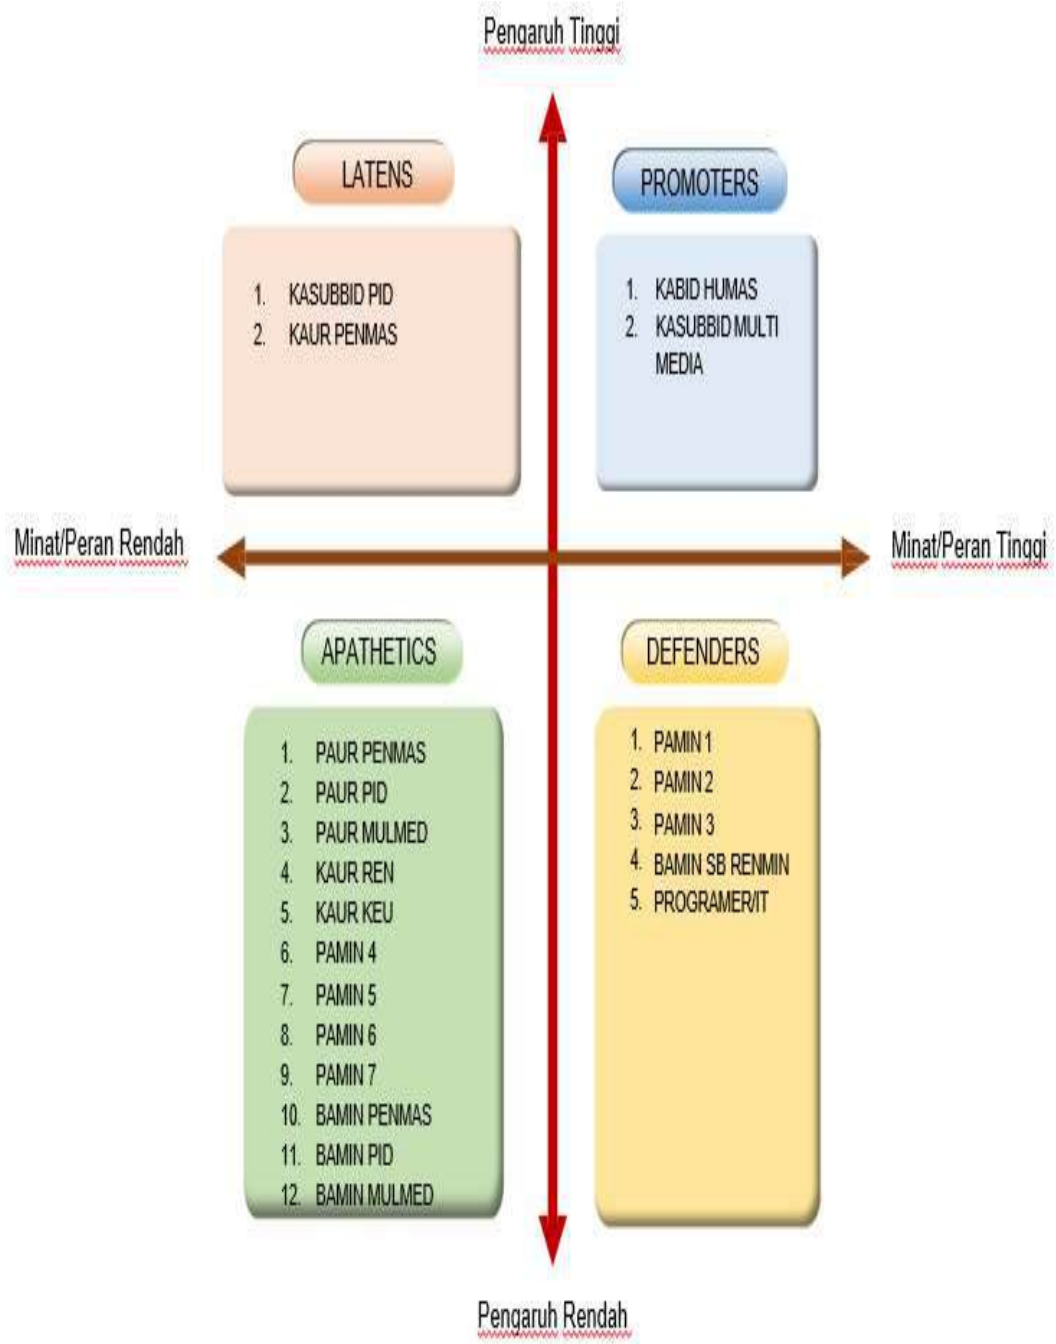 Pengaruh Tinggi
LATENS
1. KASUBBID PID
2. KAUR PENMAS
PROMOTERS
1. KABID HUMAS
2. KASUBBID MULTI
MEDIA
Minat/Peran Rendah
Minat/Peran Tinggi
APATHETICS
1. PAUR PENMAS
2. PAUR PID
3. PAUR MULMED
4. KAUR REN
5. KAUR KEU
6. PAMIN 4
7. PAMIN 5
8. PAMIN 6
9. PAMIN 7
10. BAMIN PENMAS
11. BAMIN PID
12. BAMIN MULMED
DEFENDERS
1. PAMIN 1
2. PAMIN 2
3. PAMIN 3
4. BAMIN SB RENMIN
5. PROGRAMER/IT
Pengaruh Rendah